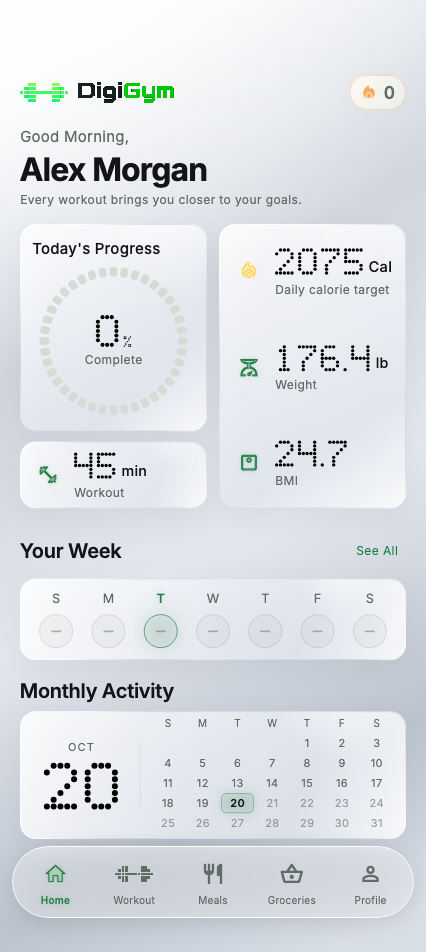 DigiGym
0
Good Morning,
Alex Morgan
Every workout brings you closer to your goals.
Today's Progress
0%
Complete
45 min
Workout
2075 Cal
Daily calorie target
176.4 lb
Weight
24.7
BMI
Your Week
See All
S M T W T F S
Monthly Activity
OCT
20
S M T W T F S
1 2 3
4 5 6 7 8 9 10
11 12 13 14 15 16 17
18 19 20 21 22 23 24
25 26 27 28 29 30 31
Home Workout Meals Groceries Profile